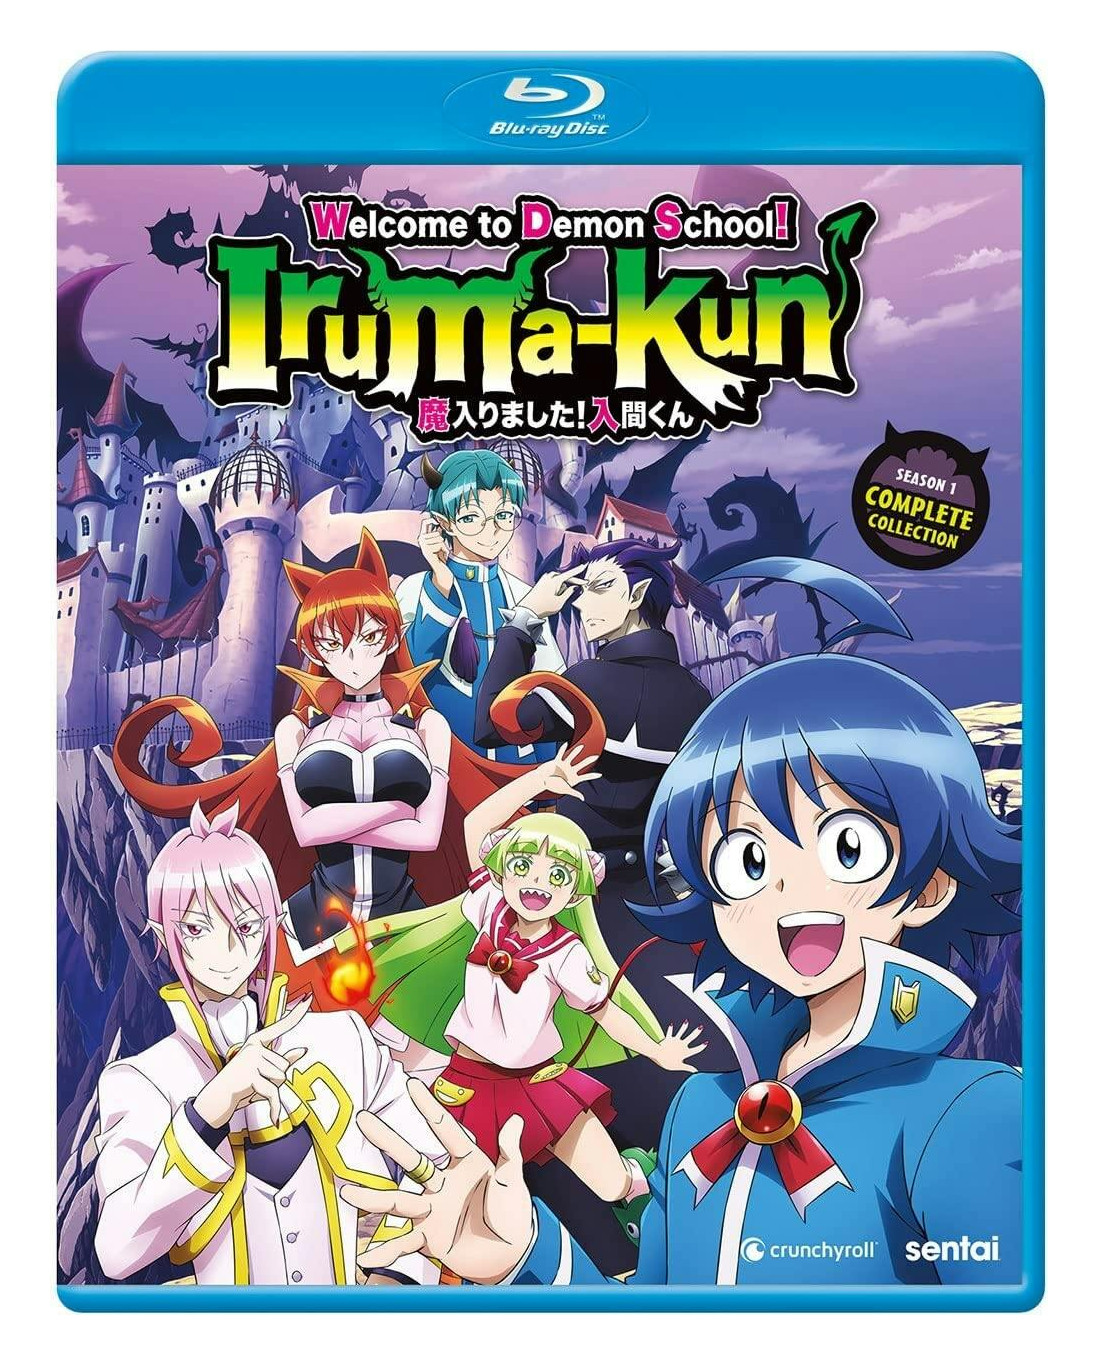 Blu-ray Disc™
Welcome to Demon School!
Iruma-kun
魔入りました!入間くん
SEASON 1
COMPLETE
COLLECTION
crunchyroll
sentai